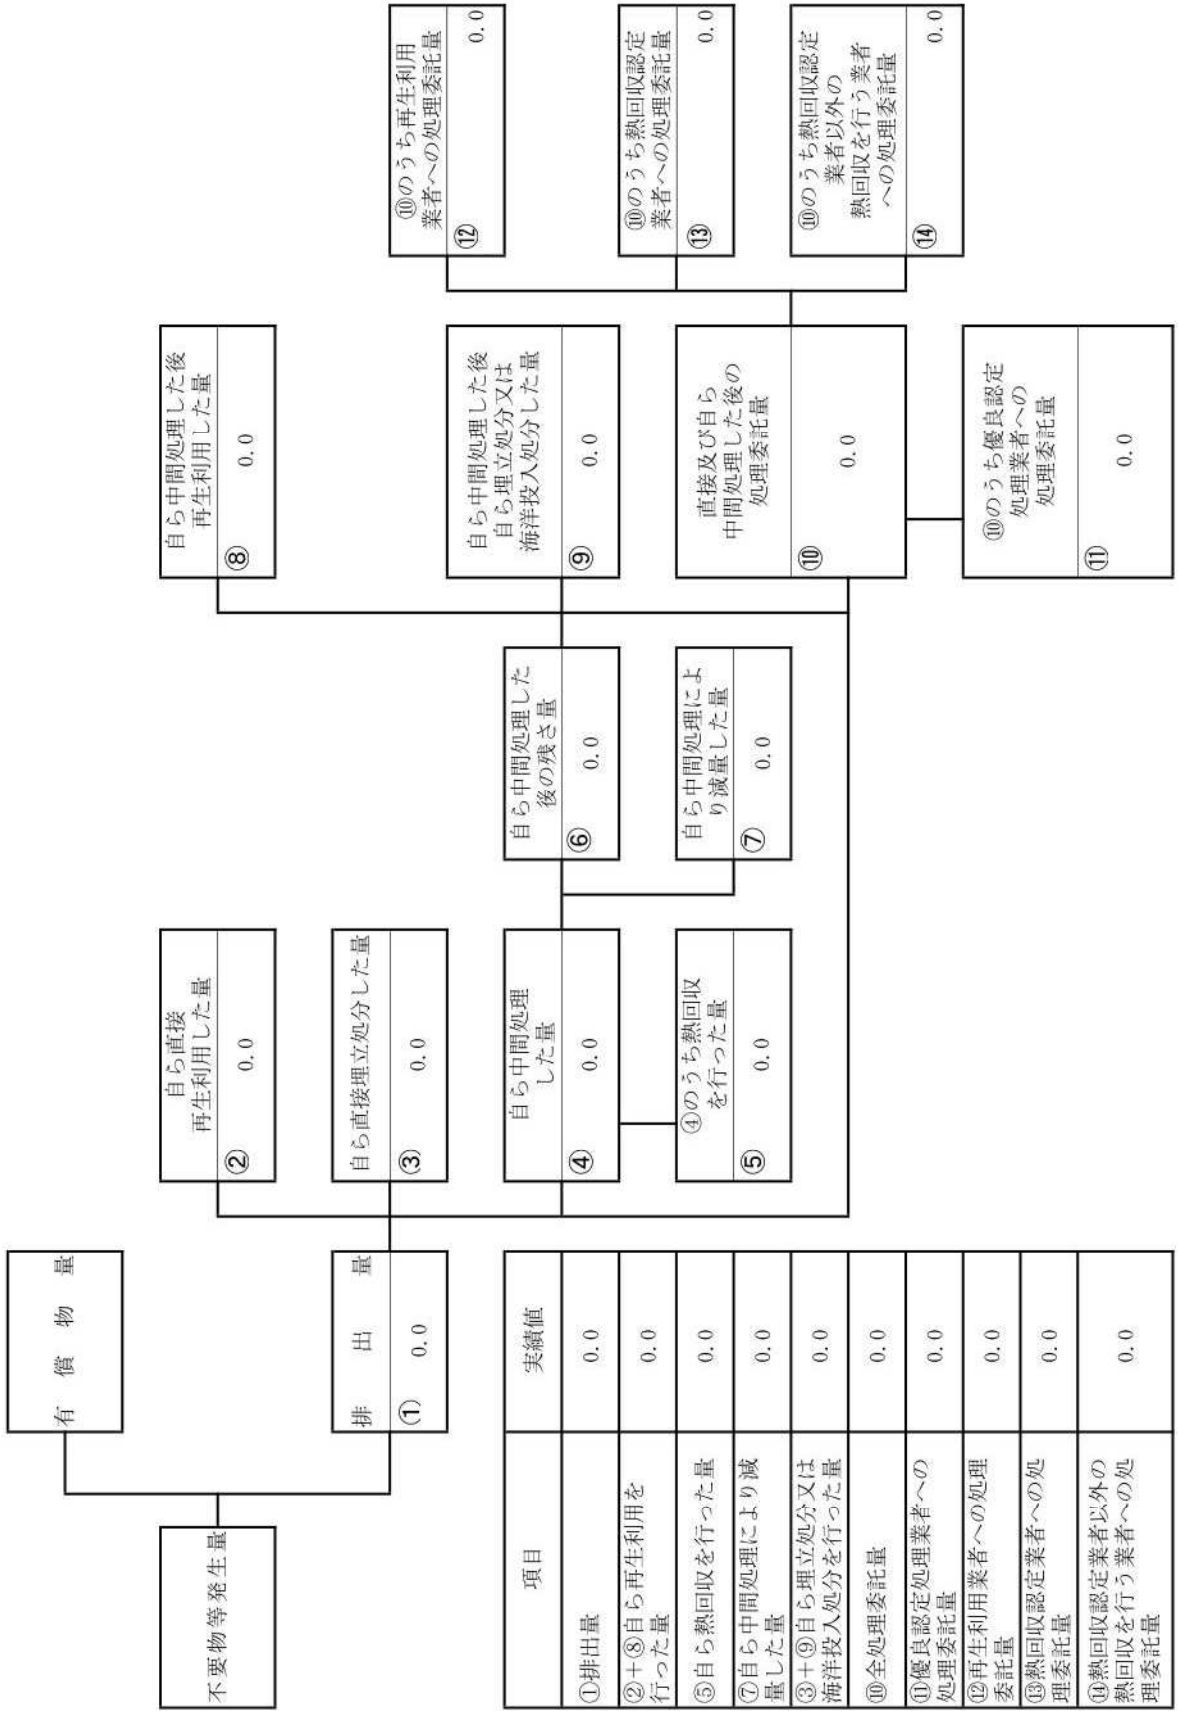 不要物等発生量
有償物量
排出量
①
0.0
自ら直接
再生利用した量
②
0.0
自ら直接埋立処分した量
③
0.0
自ら中間処理
した量
④
0.0
④のうち熱回収
を行った量
⑤
0.0
自ら中間処理した
後の残さ量
⑥
0.0
自ら中間処理によ
り減量した量
⑦
0.0
自ら中間処理した後
再生利用した量
⑧
0.0
自ら中間処理した後
自ら埋立処分又は
海洋投入処分した量
⑨
0.0
直接及び自ら
中間処理した後の
処理委託量
⑩
0.0
⑩のうち優良認定
処理業者への
処理委託量
⑪
0.0
⑩のうち再生利用
業者への処理委託量
⑫
0.0
⑩のうち熱回収認定
業者への処理委託量
⑬
0.0
⑩のうち熱回収認定
業者以外の
熱回収を行う業者
への処理委託量
⑭
0.0
項目
実績値
①排出量
0.0
②+⑧自ら再生利用を
行った量
0.0
⑤自ら熱回収を行った量
0.0
⑦自ら中間処理により減
量した量
0.0
③+⑨自ら埋立処分又は
海洋投入処分を行った量
0.0
⑩全処理委託量
0.0
⑪優良認定処理業者への
処理委託量
0.0
⑫再生利用業者への処理
委託量
0.0
⑬熱回収認定業者への処
理委託量
0.0
⑭熱回収認定業者以外の
熱回収を行う業者への処
理委託量
0.0